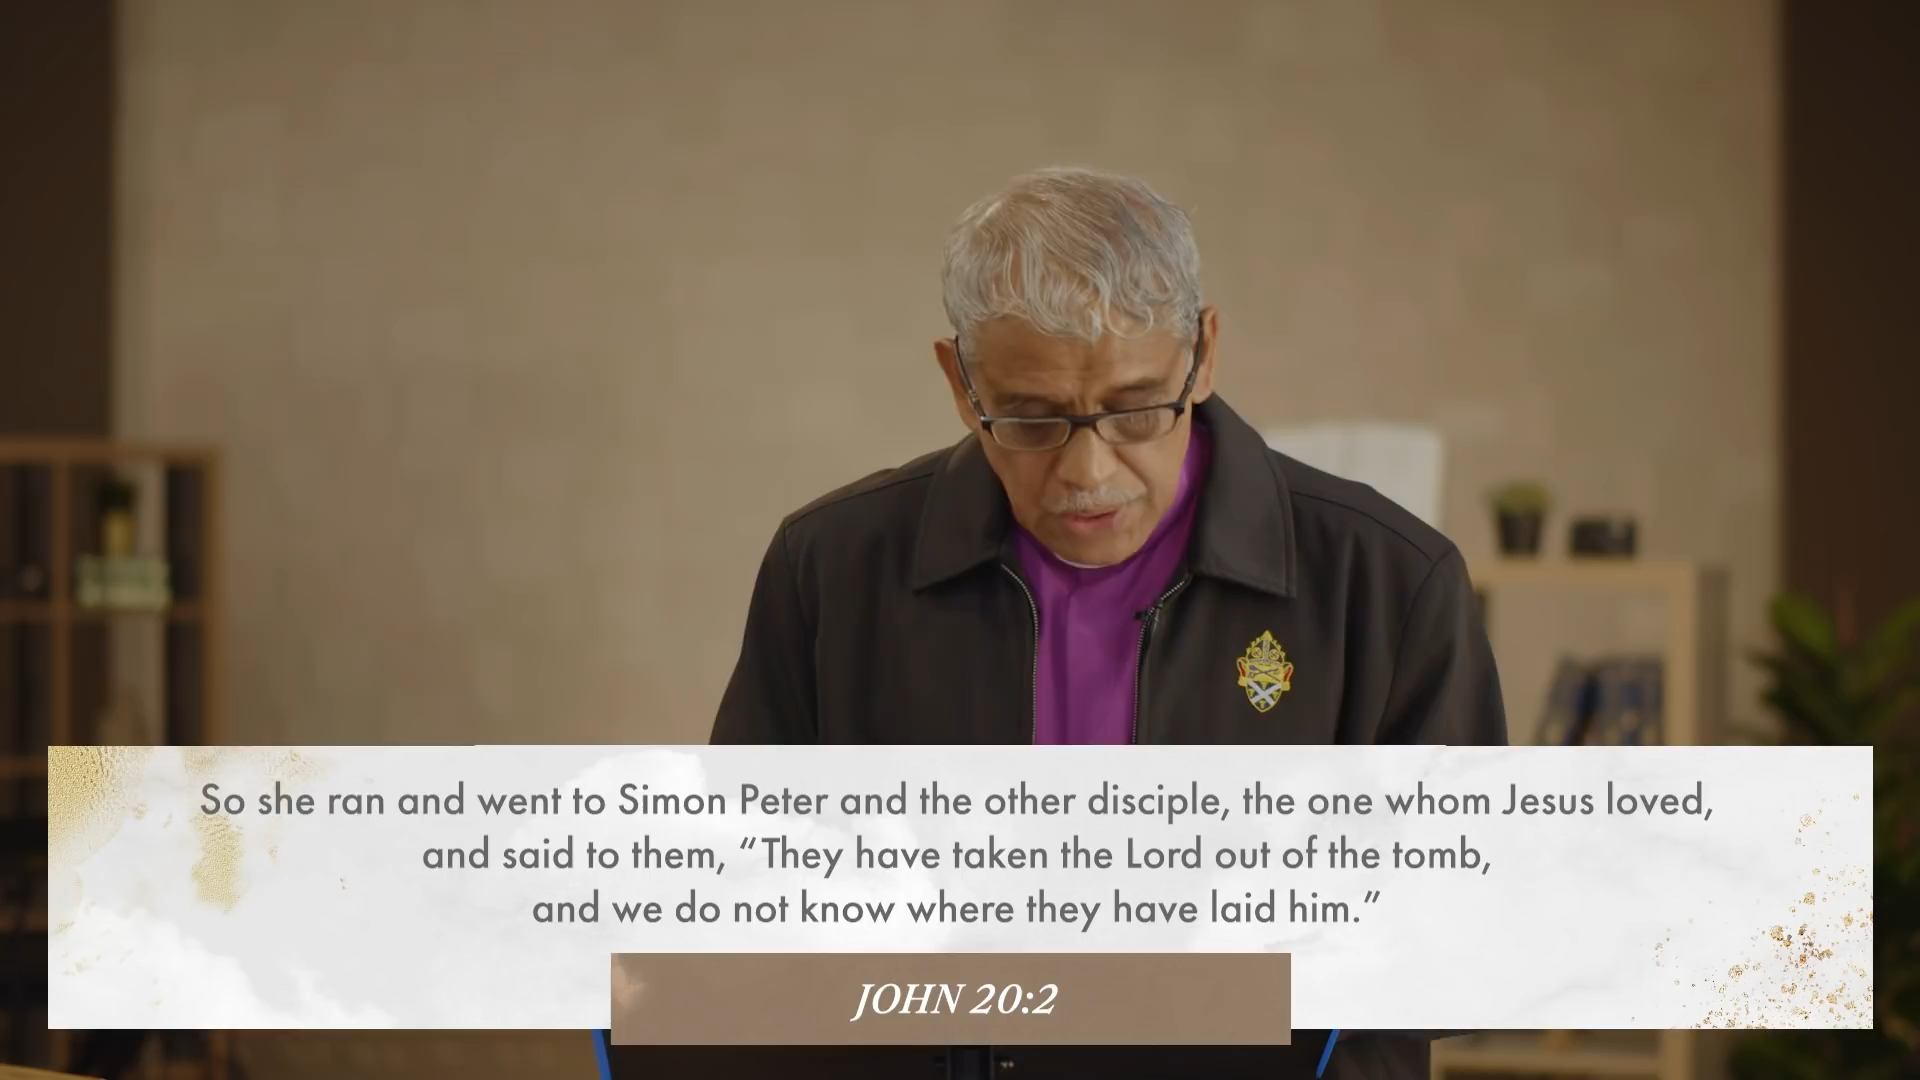 So she ran and went to Simon Peter and the other disciple, the one whom Jesus loved,
and said to them, “They have taken the Lord out of the tomb,
and we do not know where they have laid him.”
JOHN 20:2